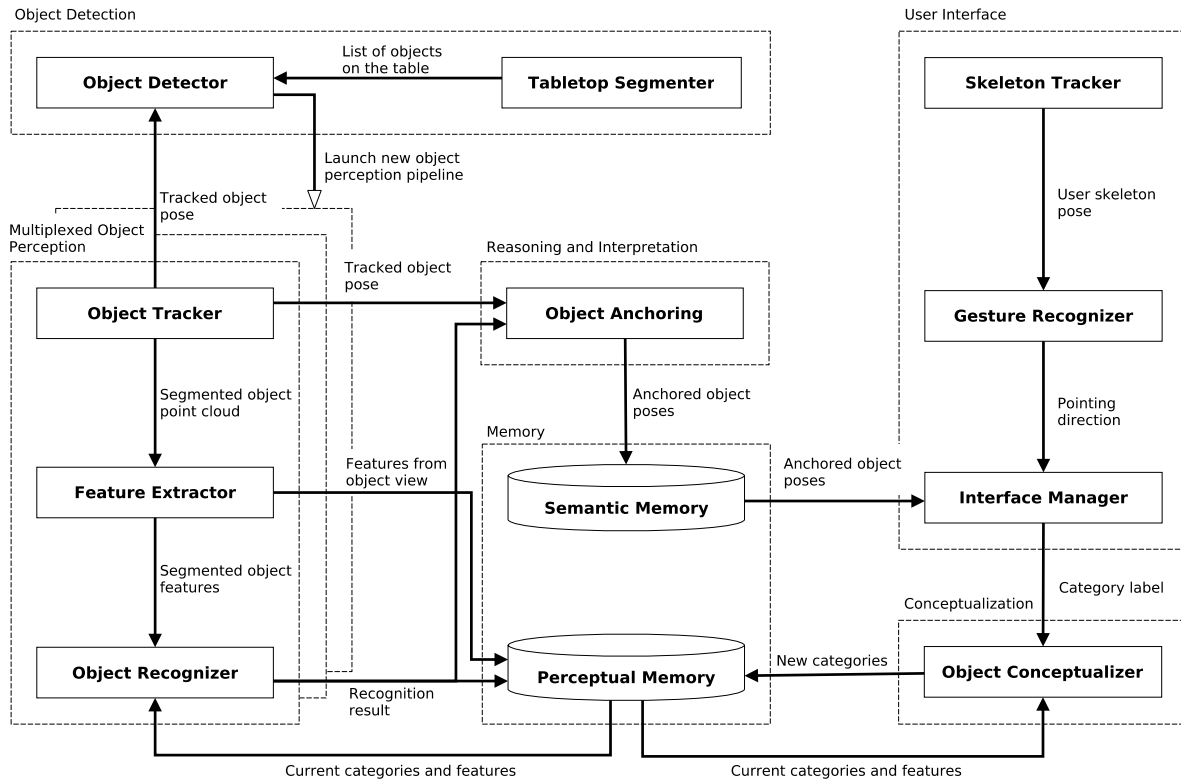 Object Detection
User Interface
List of objects
on the table
Object Detector
Tabletop Segmenter
Skeleton Tracker
Launch new object
perception pipeline
Tracked object
pose
User skeleton
pose
Multiplexed Object
Perception
Reasoning and Interpretation
Tracked object
pose
Object Tracker
Object Anchoring
Gesture Recognizer
Segmented object
point cloud
Anchored object
poses
Pointing
direction
Memory
Features from
object view
Anchored object
poses
Feature Extractor
Semantic Memory
Interface Manager
Segmented object
features
Category label
Conceptualization
New categories
Object Recognizer
Perceptual Memory
Object Conceptualizer
Recognition
result
Current categories and features
Current categories and features